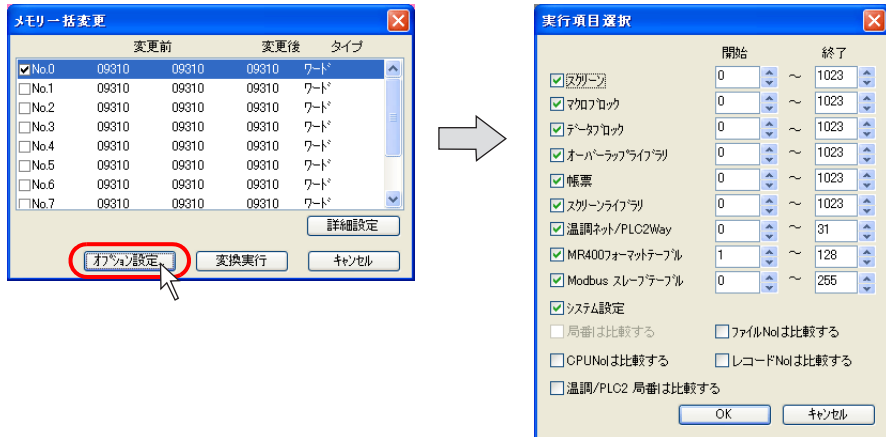 メモリ一括変更
変更前 変更後 タイプ
No.0 09310 09310 09310 ワード
No.1 09310 09310 09310 ワード
No.2 09310 09310 09310 ワード
No.3 09310 09310 09310 ワード
No.4 09310 09310 09310 ワード
No.5 09310 09310 09310 ワード
No.6 09310 09310 09310 ワード
No.7 09310 09310 09310 ワード
詳細設定
オプション設定 変換実行 キャンセル
実行項目選択
開始 終了
スクリーン 0 ～ 1023
マクロブロック 0 ～ 1023
データブロック 0 ～ 1023
オーバーラップライブラリ 0 ～ 1023
帳票 0 ～ 1023
スクリーンライブラリ 0 ～ 1023
温調ネット/PLC2Way 0 ～ 31
MR400フォーマットテーブル 1 ～ 128
Modbus スレーブテーブル 0 ～ 255
システム設定
局番は比較する ファイルNoは比較する
CPUNoは比較する レコードNoは比較する
温調/PLC2 局番は比較する
OK キャンセル